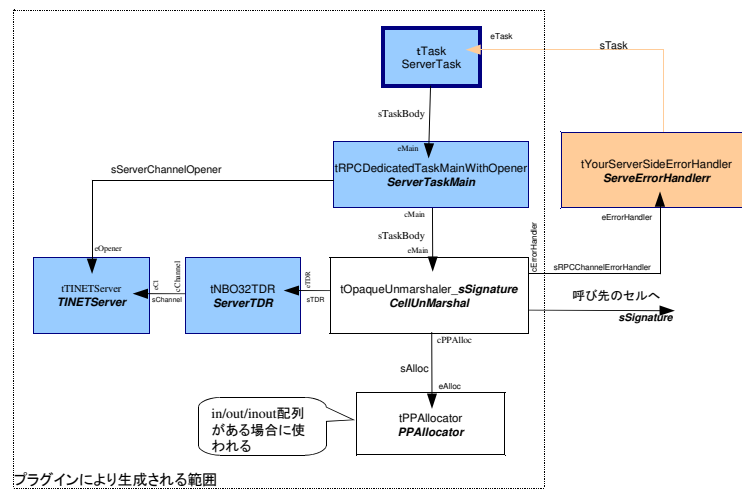 eTask
sTask
tTask
ServerTask
sTaskBody
eMain
sServerChannelOpener
tRPCDedicatedTaskMainWithOpener
ServerTaskMain
tYourServerSideErrorHandler
ServeErrorHandlerr
cMain
sTaskBody
eMain
cErrorHandler
eErrorHandler
sRPCChannelErrorHandler
eOpener
tTINETServer
TINETServer
eC1
cChannel
sChannel
tNBO32TDR
ServerTDR
eTDR
sTDR
tOpaqueUnmarshaler_sSignature
CellUnMarshal
呼び先のセルへ
sSignature
cPPAlloc
sAlloc
eAlloc
tPPAllocator
PPAllocator
in/out/inout配列
がある場合に使
われる
プラグインにより生成される範囲